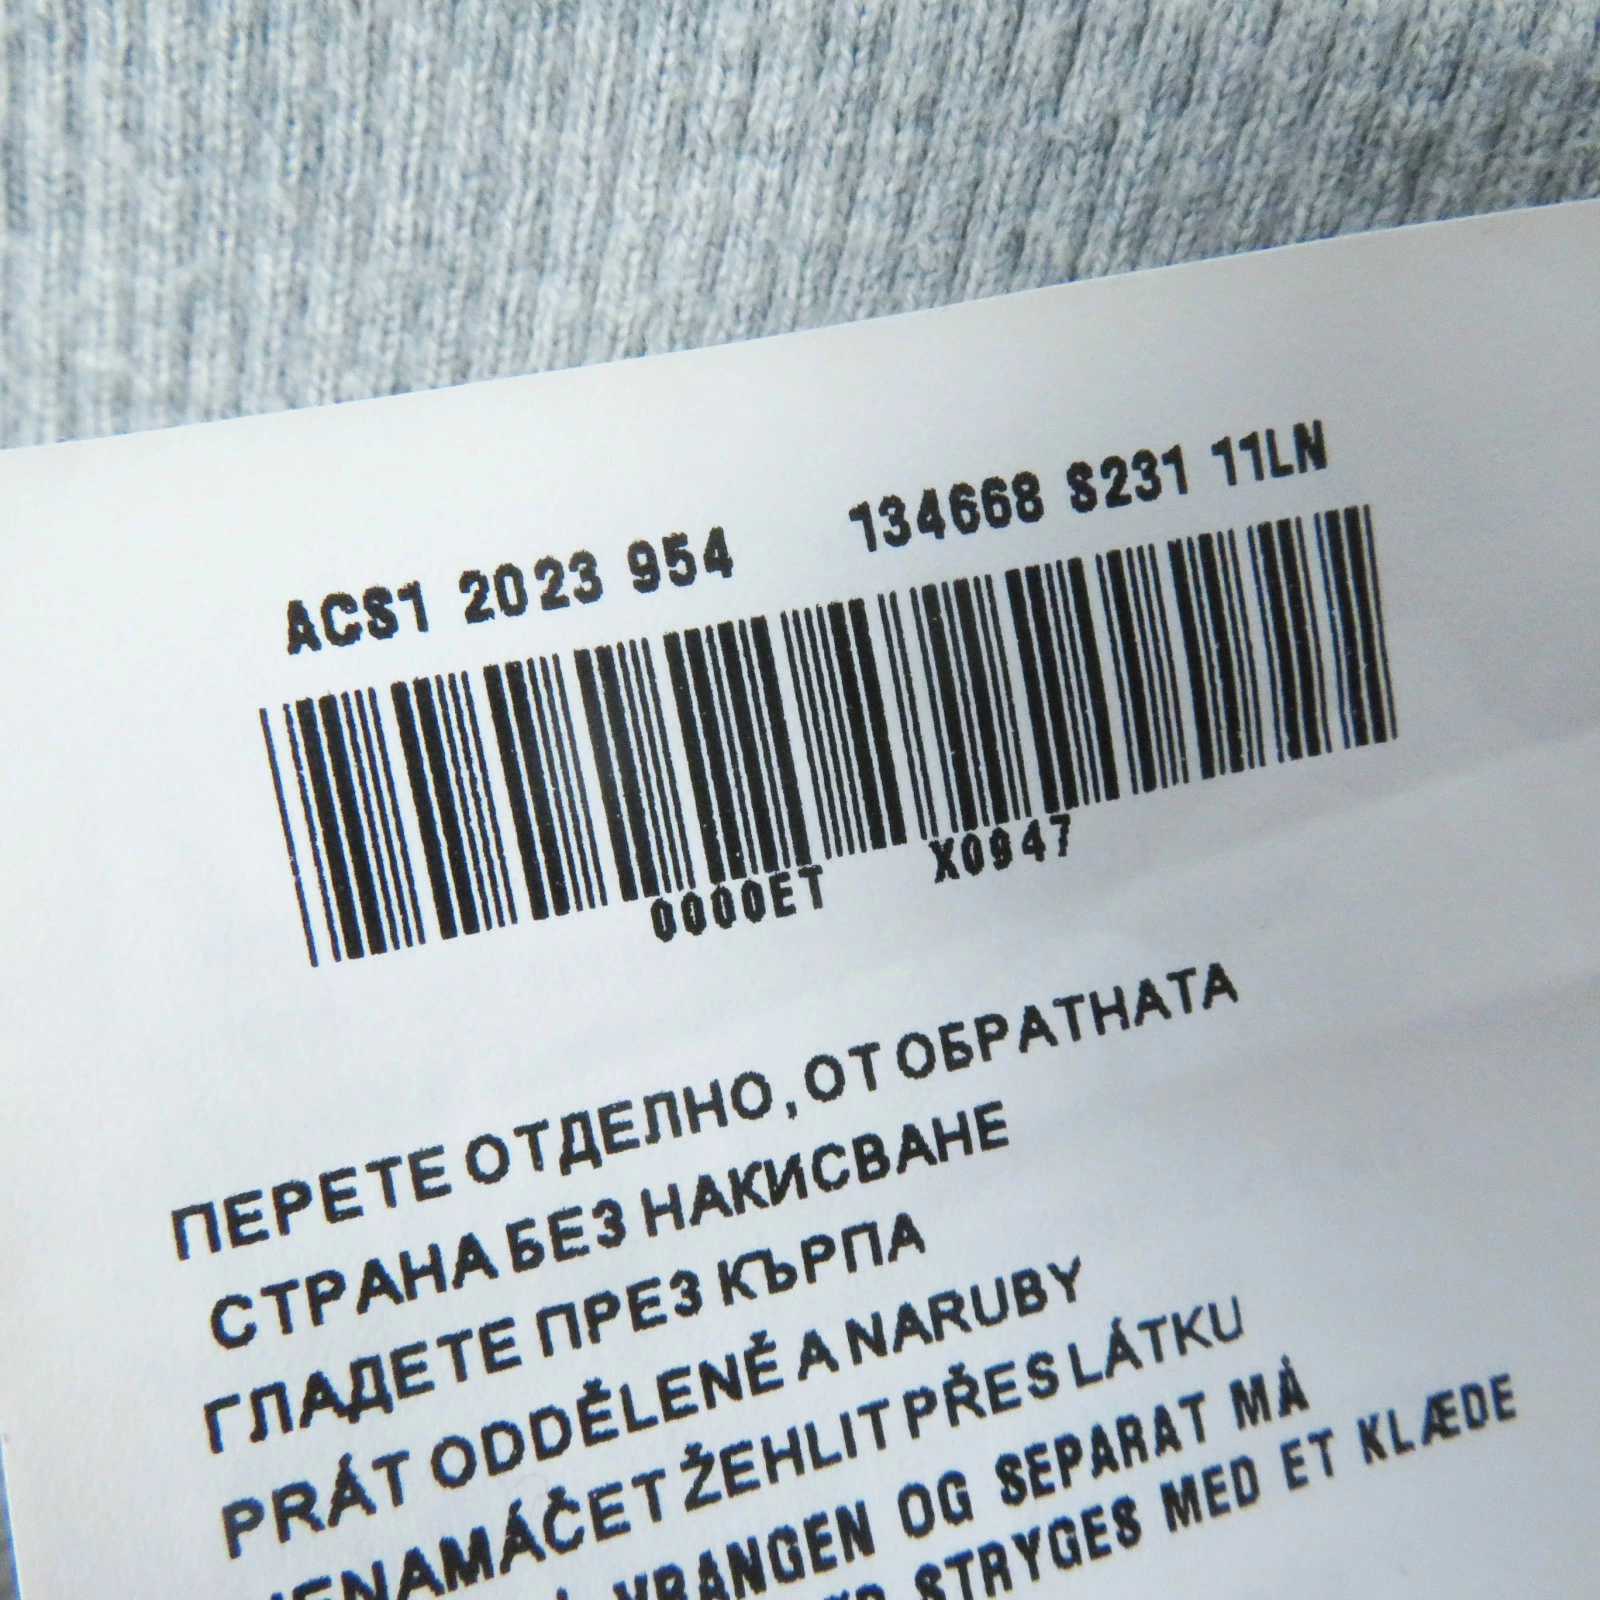 ACS1 2023 954 134668 S231 11LN
0000ET X0947
ПЕРЕТЕ ОТДЕЛНО, ОТ ОБРАТНАТА
СТРАНА БЕЗ НАКИСВАНЕ
ГЛАДЕТЕ ПРЕЗ КЪРПА
PRÁT ODDĚLENĚ A NARUBY
NENAMÁČET ŽEHLIT PŘES LÁTKU
VRANGEN OG SEPARAT MÅ
STRYGES MED ET KLÆDE